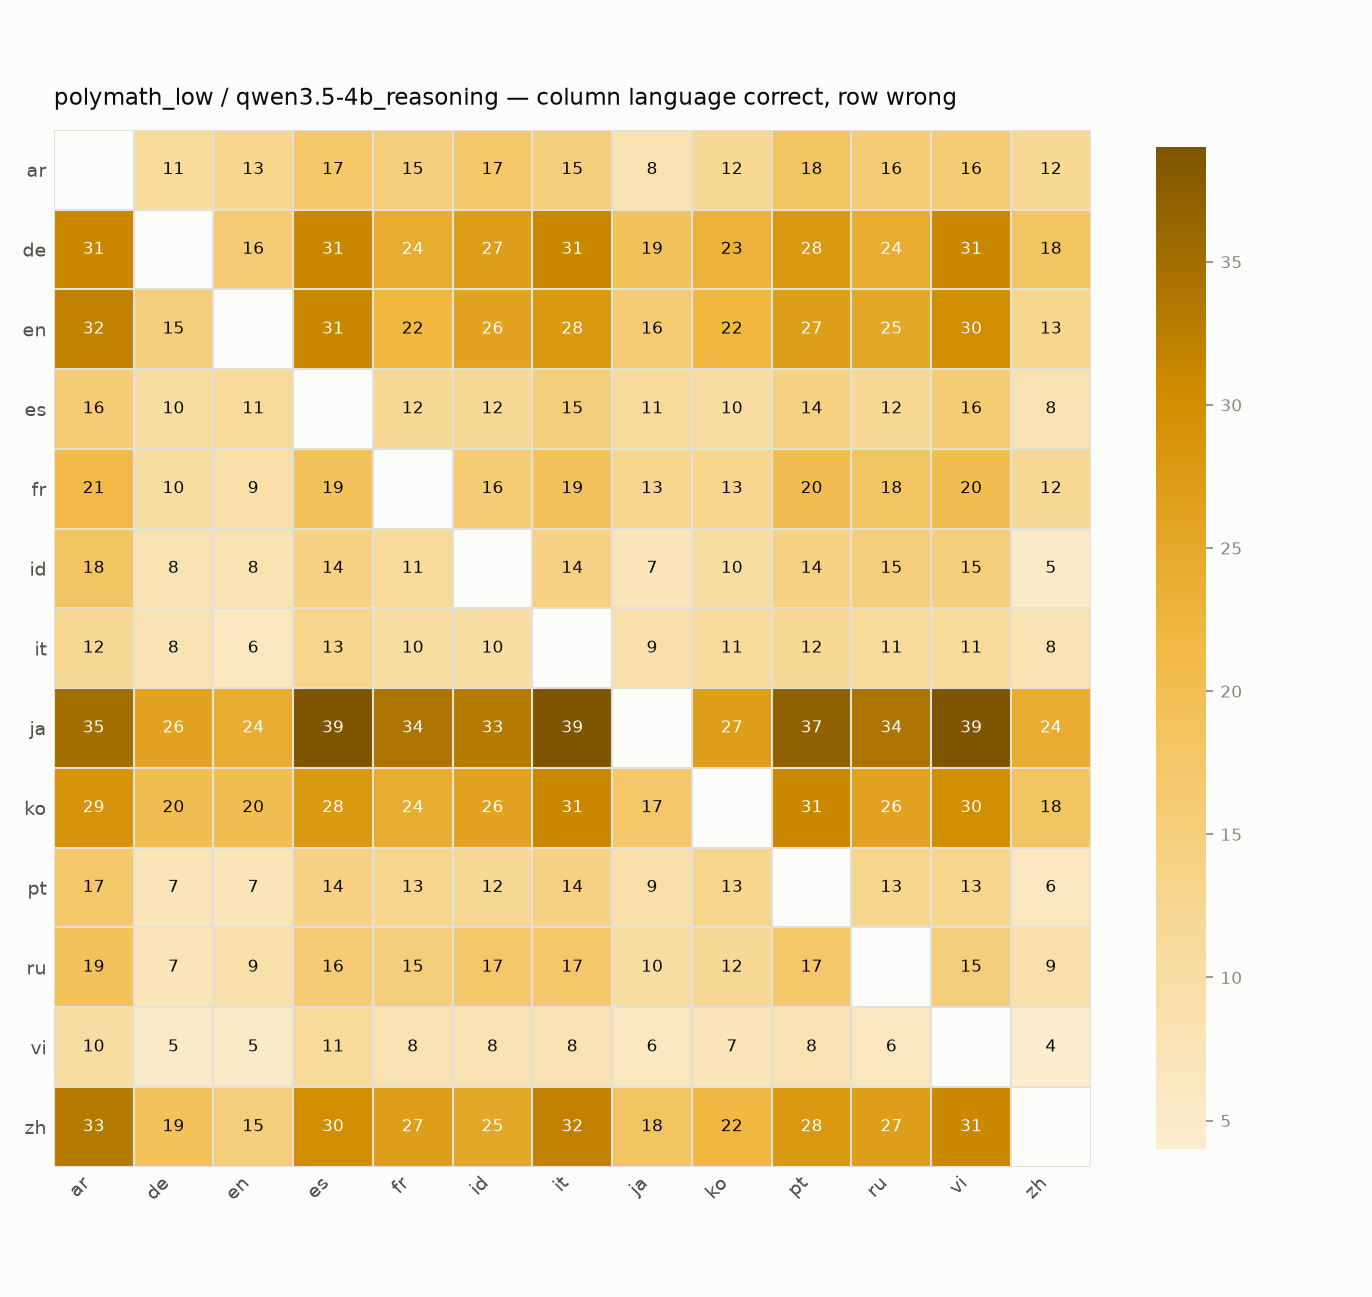 polymath_low / qwen3.5-4b_reasoning — column language correct, row wrong
ar 11 13 17 15 17 15 8 12 18 16 16 12
de 31 16 31 24 27 31 19 23 28 24 31 18
en 32 15 31 22 26 28 16 22 27 25 30 13
es 16 10 11 12 12 15 11 10 14 12 16 8
fr 21 10 9 19 16 19 13 13 20 18 20 12
id 18 8 8 14 11 14 7 10 14 15 15 5
it 12 8 6 13 10 10 9 11 12 11 11 8
ja 35 26 24 39 34 33 39 27 37 34 39 24
ko 29 20 20 28 24 26 31 17 31 26 30 18
pt 17 7 7 14 13 12 14 9 13 13 13 6
ru 19 7 9 16 15 17 17 10 12 17 15 9
vi 10 5 5 11 8 8 8 6 7 8 6 4
zh 33 19 15 30 27 25 32 18 22 28 27 31
ar de en es fr id it ja ko pt ru vi zh
35
30
25
20
15
10
5